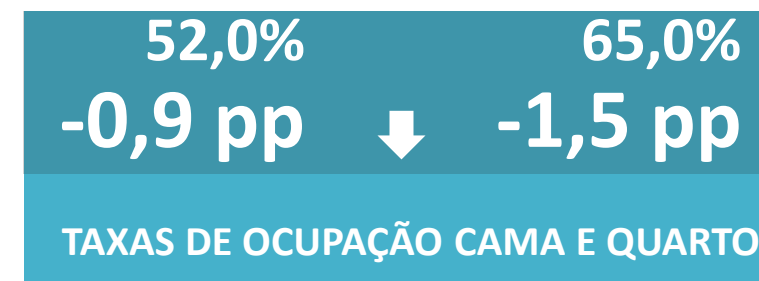 52,0% 65,0%
-0,9 pp -1,5 pp
TAXAS DE OCUPAÇÃO CAMA E QUARTO